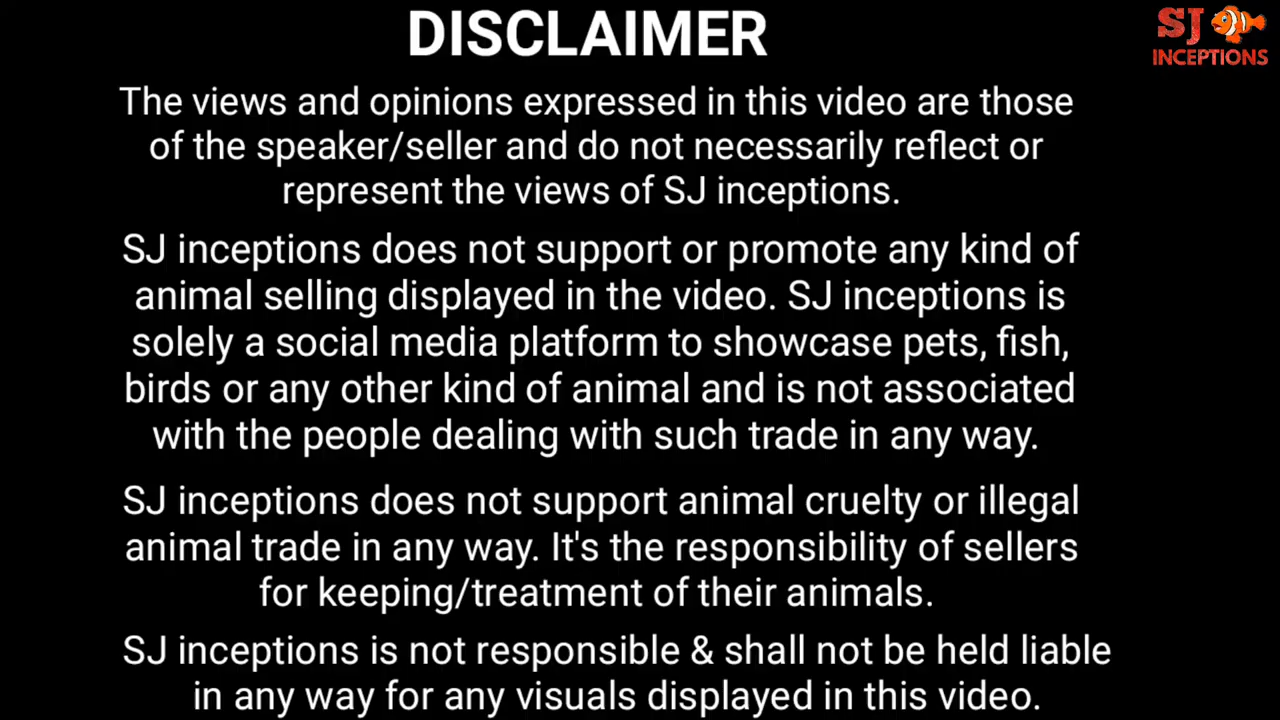 DISCLAIMER
SJ
INCEPTIONS
The views and opinions expressed in this video are those
of the speaker/seller and do not necessarily reflect or
represent the views of SJ inceptions.
SJ inceptions does not support or promote any kind of
animal selling displayed in the video. SJ inceptions is
solely a social media platform to showcase pets, fish,
birds or any other kind of animal and is not associated
with the people dealing with such trade in any way.
SJ inceptions does not support animal cruelty or illegal
animal trade in any way. It's the responsibility of sellers
for keeping/treatment of their animals.
SJ inceptions is not responsible & shall not be held liable
in any way for any visuals displayed in this video.